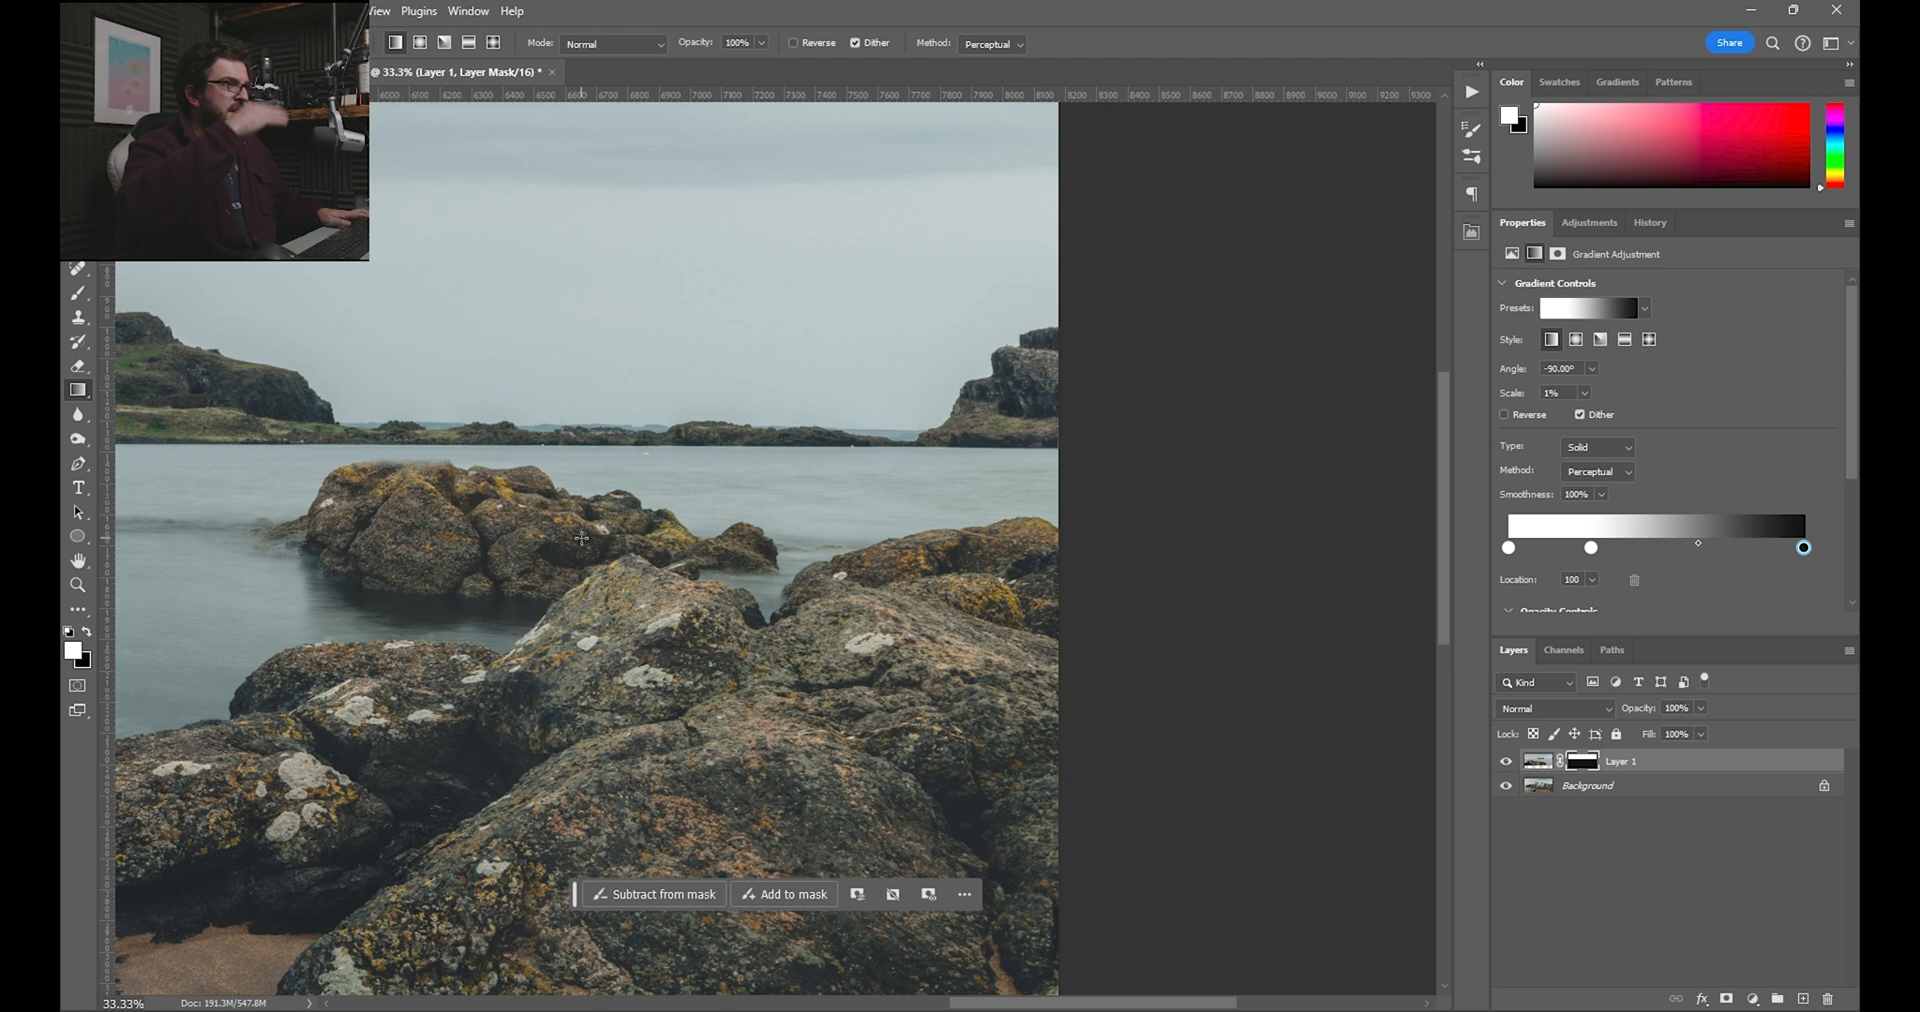 View Plugins Window Help
Mode: Normal Opacity: 100% Reverse Dither Method: Perceptual Share
@ 33.3% (Layer 1, Layer Mask/16) * ×
6000 6100 6200 6300 6400 6500 6600 6700 6800 6900 7000 7100 7200 7300 7400 7500 7600 7700 7800 7900 8000 8100 8200 8300 8400 8500 8600 8700 8800 8900 9000 9100 9200 9300
Color Swatches Gradients Patterns
Properties Adjustments History
Gradient Adjustment
Gradient Controls
Presets:
Style:
Angle: -90.00°
Scale: 1%
Reverse Dither
Type: Solid
Method: Perceptual
Smoothness: 100%
Location: 100
Opacity Controls
Layers Channels Paths
Kind
Normal Opacity: 100%
Lock: Fill: 100%
Layer 1
Background
Subtract from mask Add to mask
33.33% Doc: 191.3M/547.8M